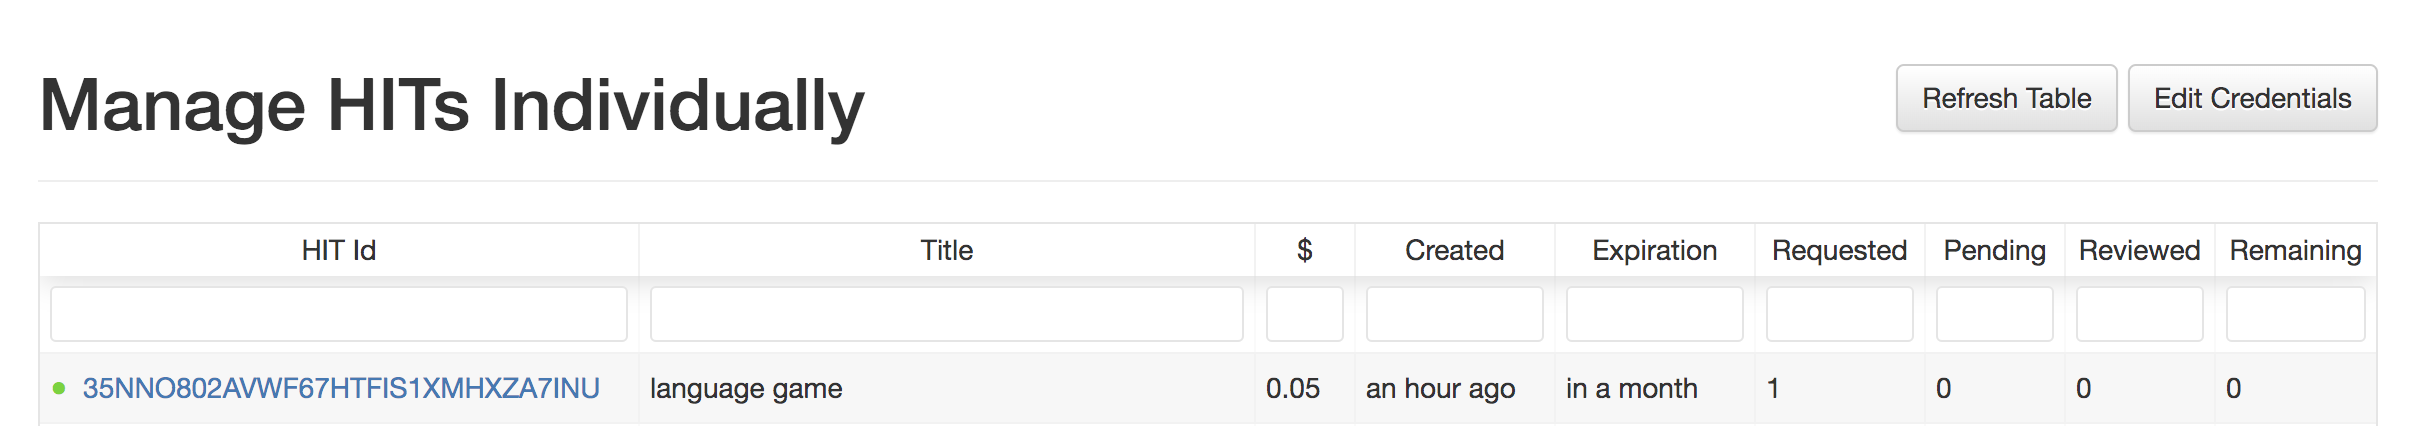 Manage HITs Individually
Refresh Table Edit Credentials
HIT Id Title $ Created Expiration Requested Pending Reviewed Remaining
35NNO802AVWF67HTFIS1XMHXZA7INU language game 0.05 an hour ago in a month 1 0 0 0